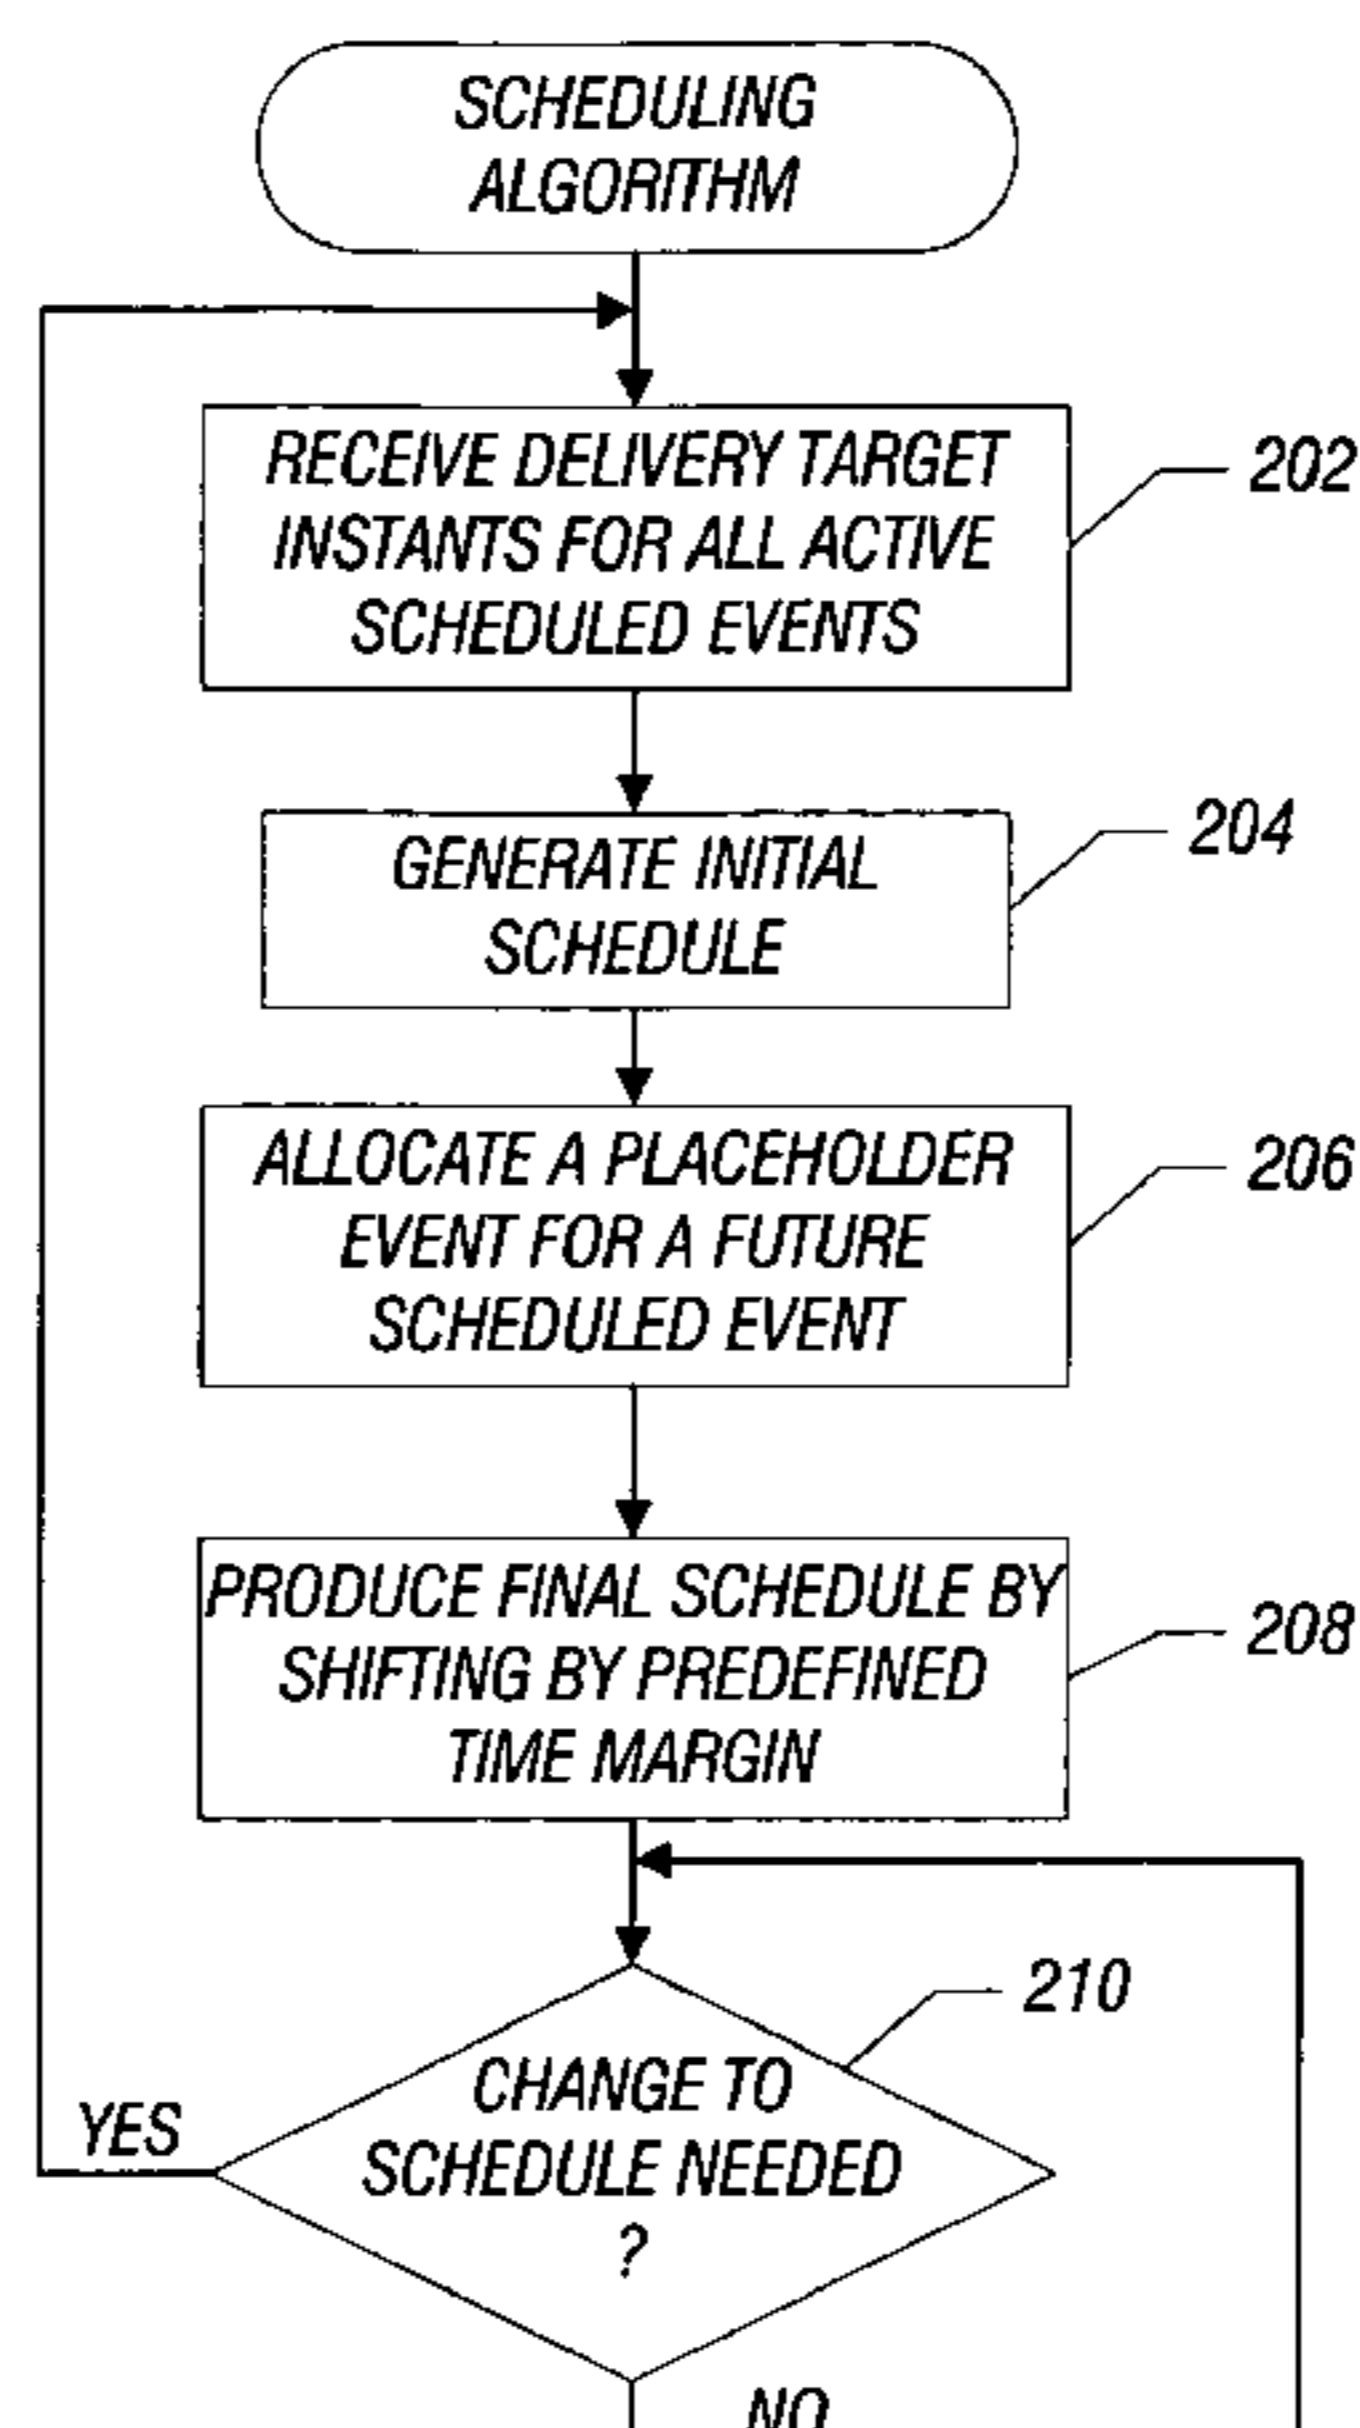 SCHEDULING
ALGORITHM
RECEIVE DELIVERY TARGET
INSTANTS FOR ALL ACTIVE
SCHEDULED EVENTS
202
GENERATE INITIAL
SCHEDULE
204
ALLOCATE A PLACEHOLDER
EVENT FOR A FUTURE
SCHEDULED EVENT
206
PRODUCE FINAL SCHEDULE BY
SHIFTING BY PREDEFINED
TIME MARGIN
208
210
CHANGE TO
SCHEDULE NEEDED
?
YES
NO